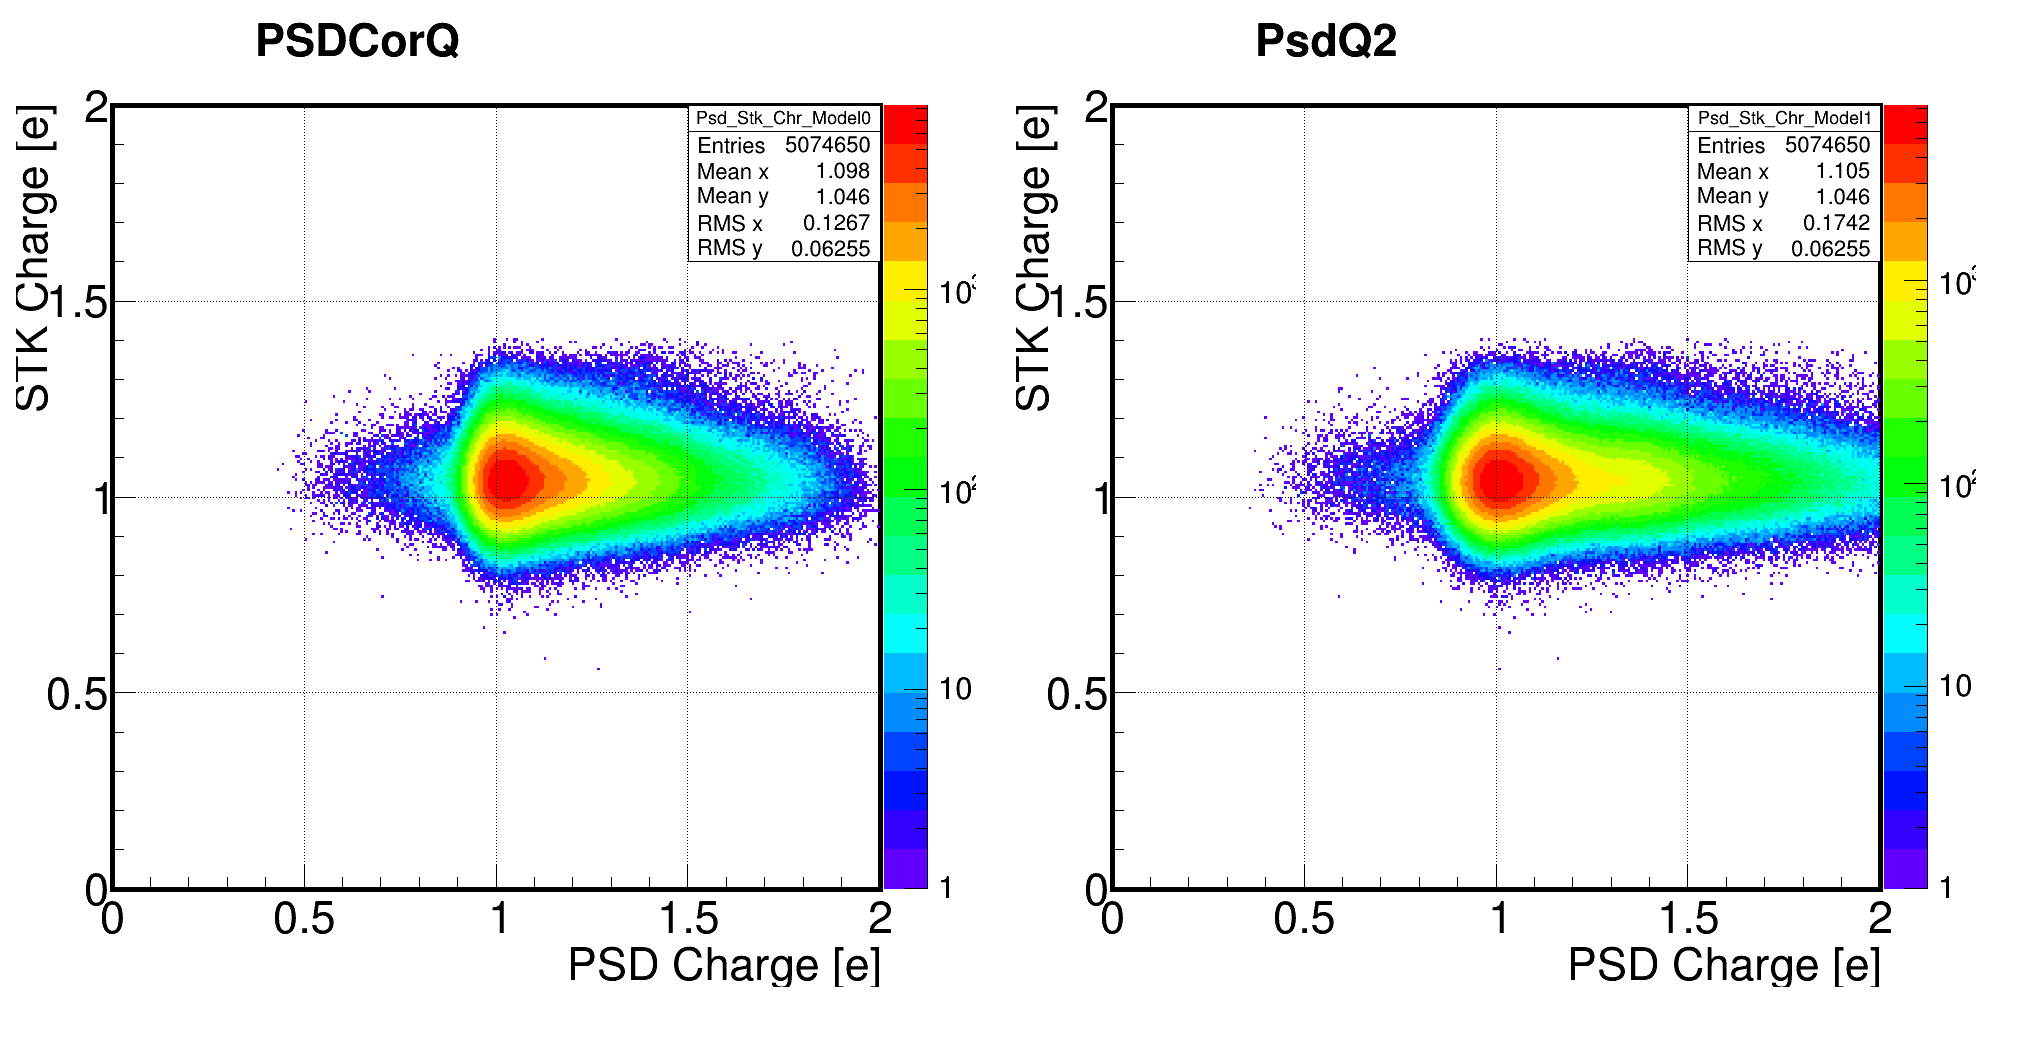 PSDCorQ
STK Charge [e]
2
1.5
1
0.5
0
0
0.5
1
1.5
2
PSD Charge [e]
Psd_Stk_Chr_Model0
Entries 5074650
Mean x 1.098
Mean y 1.046
RMS x 0.1267
RMS y 0.06255
10
10
1
PsdQ2
STK Charge [e]
2
1.5
1
0.5
0
0
0.5
1
1.5
2
PSD Charge [e]
Psd_Stk_Chr_Model1
Entries 5074650
Mean x 1.105
Mean y 1.046
RMS x 0.1742
RMS y 0.06255
10
10
1